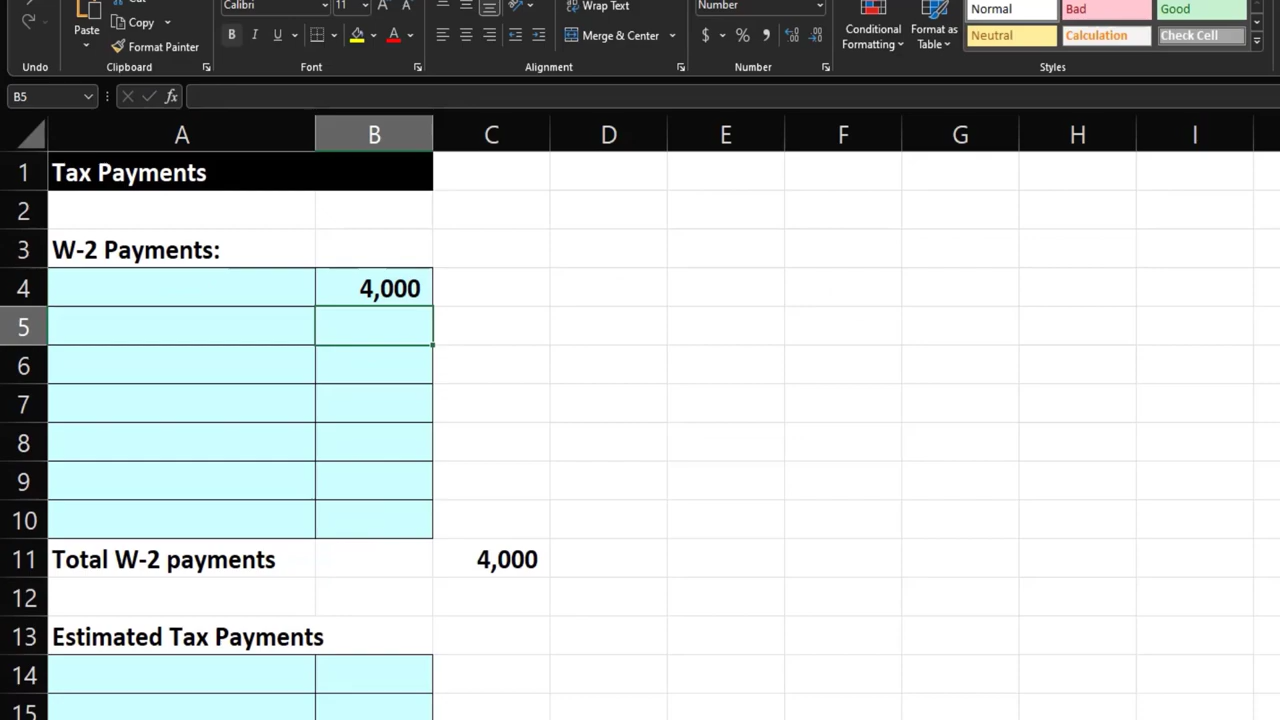 Cut
Calibri 11 A A Wrap Text Number Normal Bad Good
Paste Copy
Format Painter B I U A Merge & Center $ % Conditional Formatting Format as Table Neutral Calculation Check Cell
Undo Clipboard Font Alignment Number Styles
B5 fx
A B C D E F G H I
1 Tax Payments
2
3 W-2 Payments:
4 4,000
5
6
7
8
9
10
11 Total W-2 payments 4,000
12
13 Estimated Tax Payments
14
15